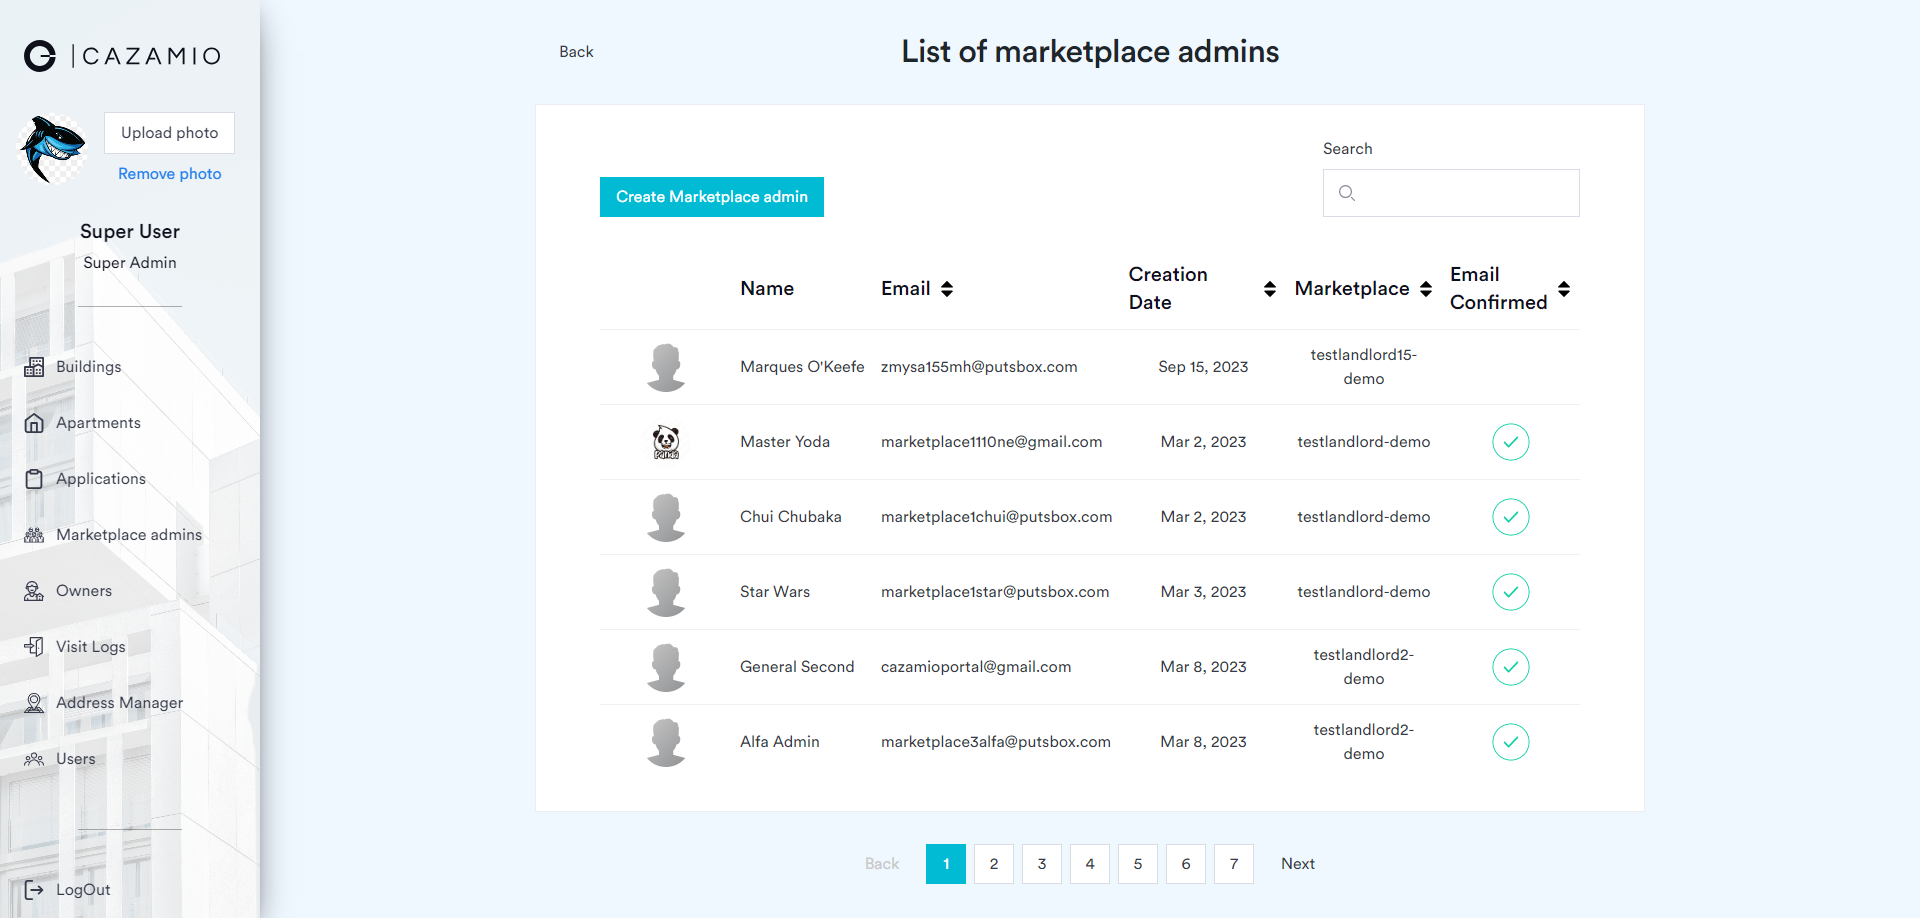 CAZAMIO
Upload photo
Remove photo
Super User
Super Admin
Buildings
Apartments
Applications
Marketplace admins
Owners
Visit Logs
Address Manager
Users
LogOut
Back
List of marketplace admins
Search
Create Marketplace admin
Name Email Creation Date Marketplace Email Confirmed
Marques O'Keefe zmysa155mh@putsbox.com Sep 15, 2023 testlandlord15-
demo
PANDA
Master Yoda marketplace1110ne@gmail.com Mar 2, 2023 testlandlord-demo
Chui Chubaka marketplace1chui@putsbox.com Mar 2, 2023 testlandlord-demo
Star Wars marketplace1star@putsbox.com Mar 3, 2023 testlandlord-demo
General Second cazamioportal@gmail.com Mar 8, 2023 testlandlord2-
demo
Alfa Admin marketplace3alfa@putsbox.com Mar 8, 2023 testlandlord2-
demo
Back 1 2 3 4 5 6 7 Next